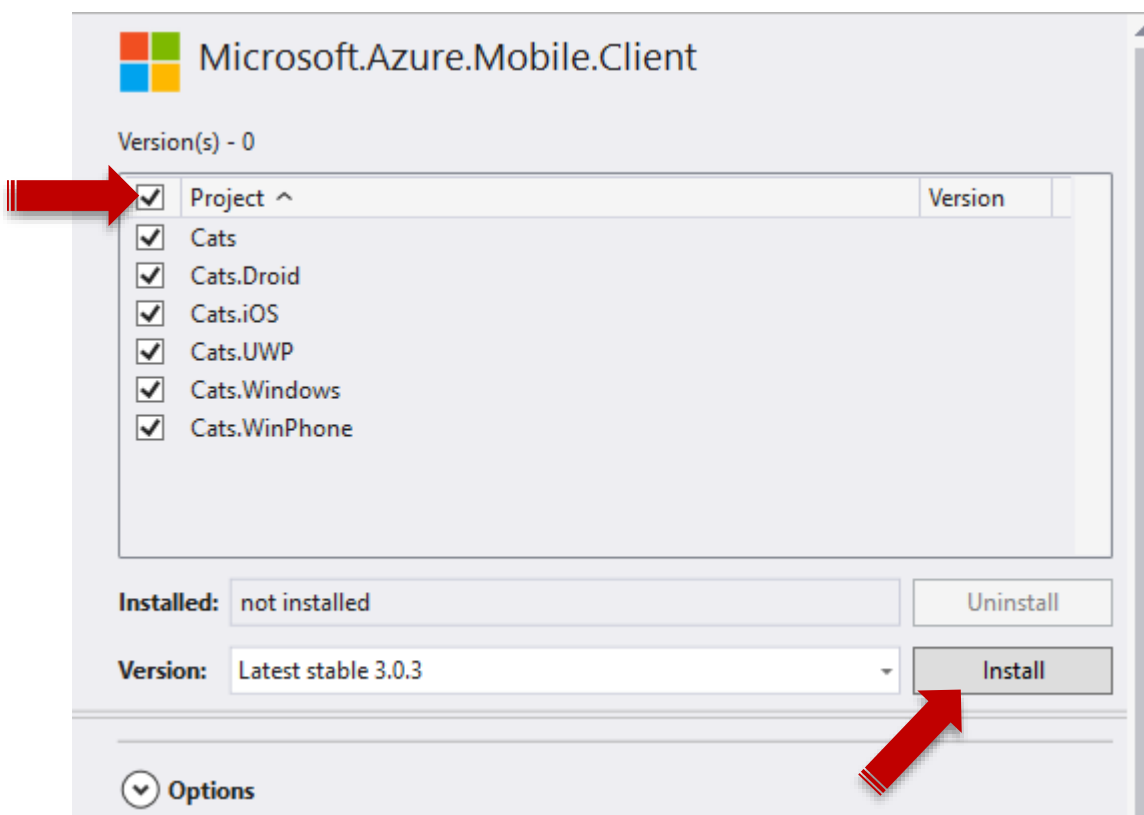 Microsoft.Azure.Mobile.Client
Version(s) - 0
Project Version
Cats
Cats.Droid
Cats.iOS
Cats.UWP
Cats.Windows
Cats.WinPhone
Installed: not installed Uninstall
Version: Latest stable 3.0.3 Install
Options